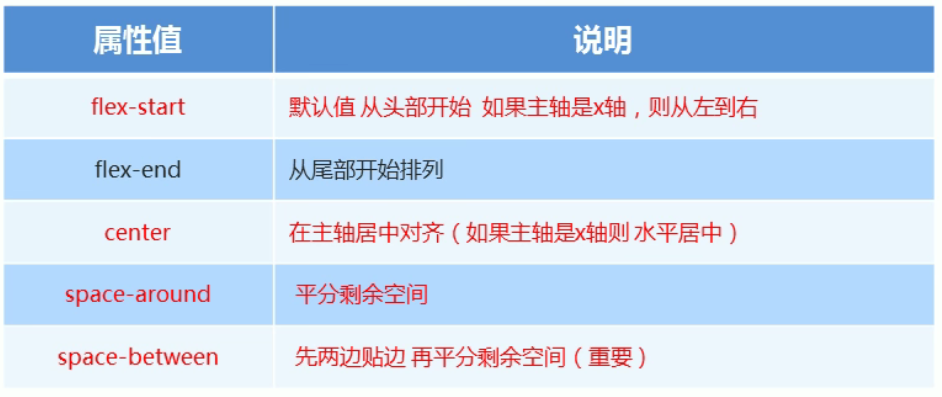 属性值 说明
flex-start 默认值 从头部开始 如果主轴是x轴，则从左到右
flex-end 从尾部开始排列
center 在主轴居中对齐（如果主轴是x轴则 水平居中）
space-around 平分剩余空间
space-between 先两边贴边 再平分剩余空间（重要）